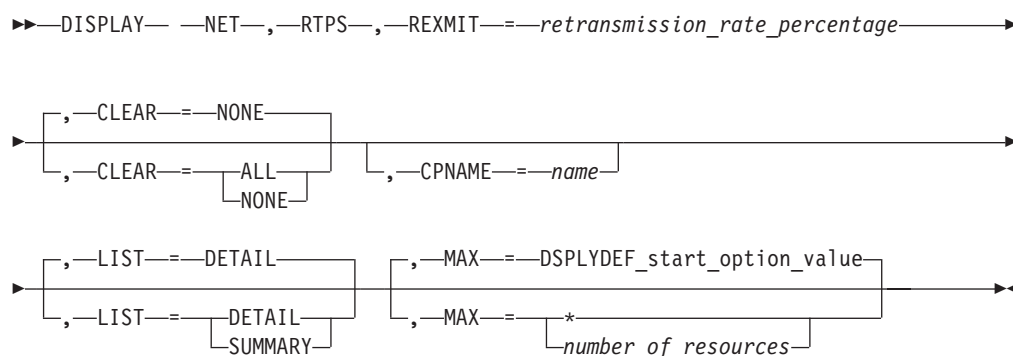 DISPLAY NET , RTPS , REXMIT = retransmission_rate_percentage
, CLEAR = NONE
, CLEAR = ALL
NONE
, CPNAME = name
, LIST = DETAIL
, LIST = DETAIL
SUMMARY
, MAX = DSPLYDEF_start_option_value
, MAX = *
number of resources